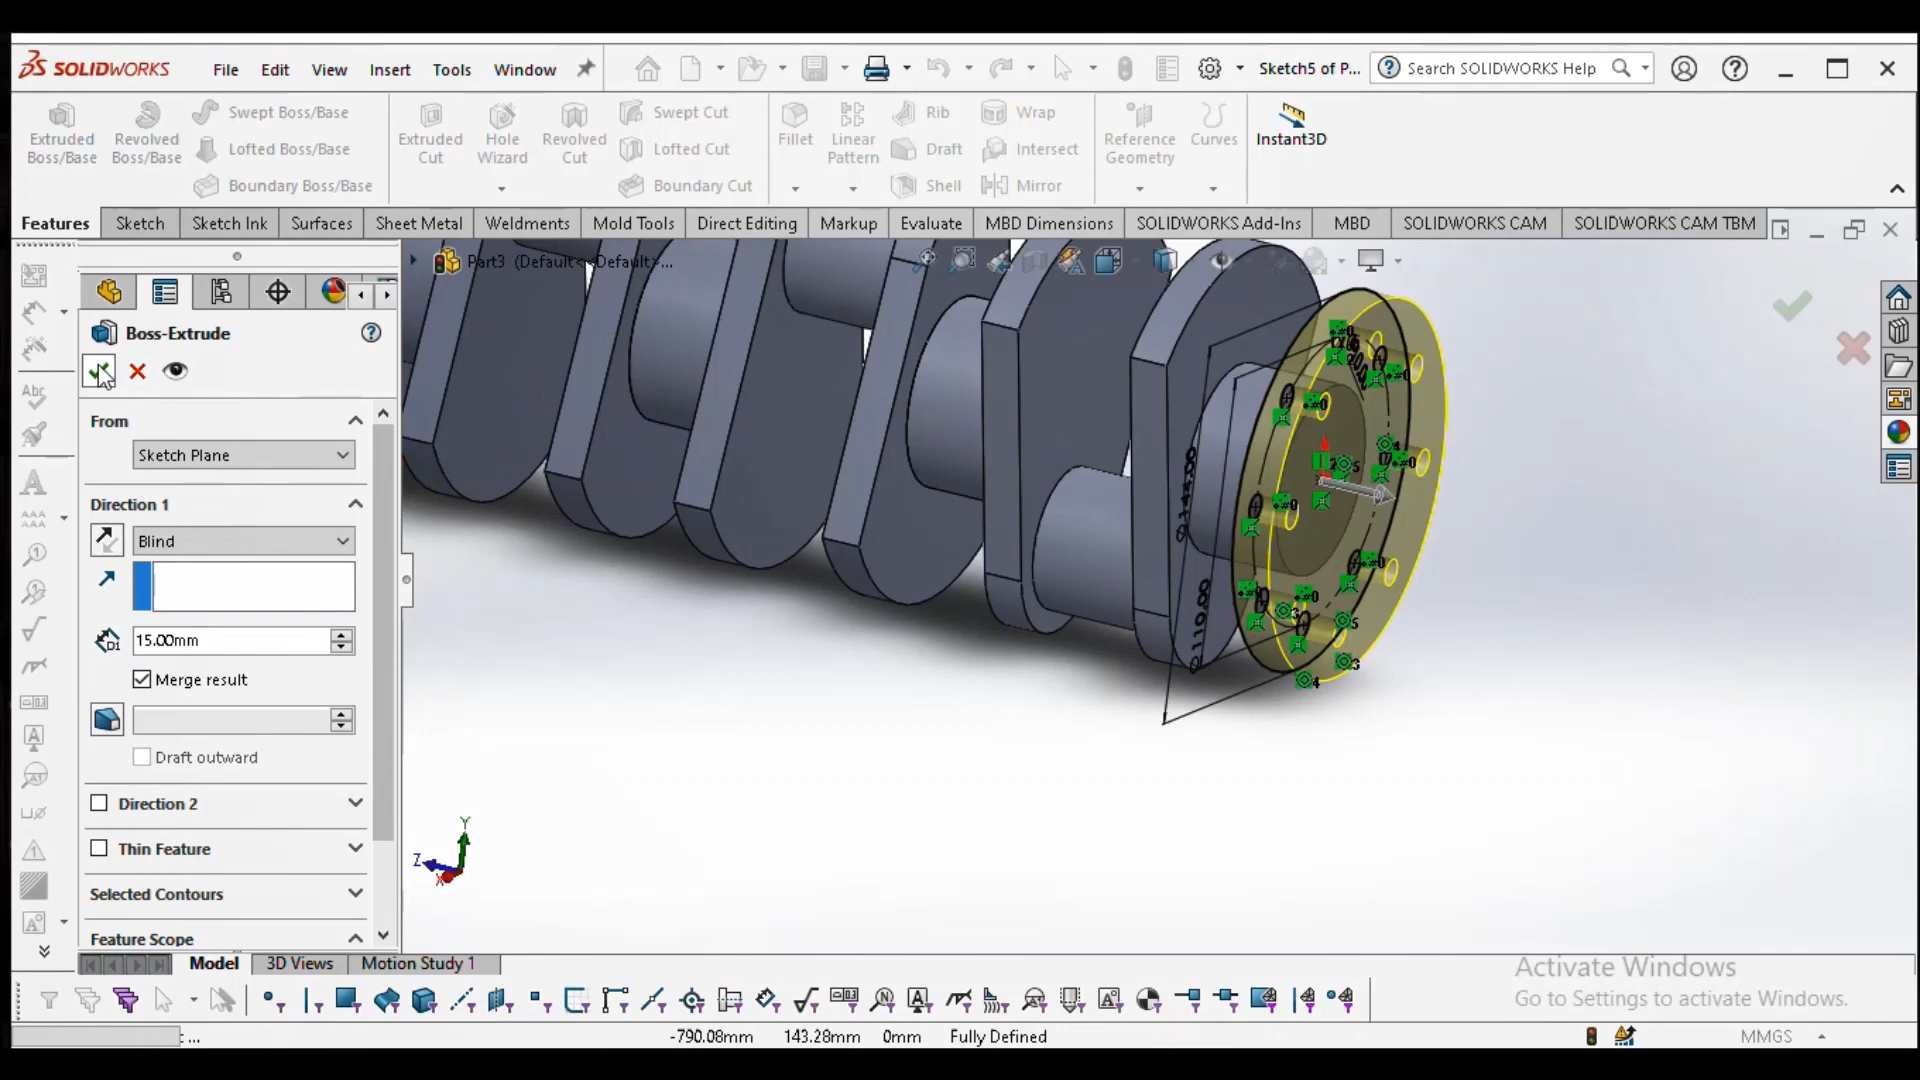 SOLIDWORKS File Edit View Insert Tools Window Sketch5 of P... Search SOLIDWORKS Help
Extruded Boss/Base
Revolved Boss/Base
Swept Boss/Base
Lofted Boss/Base
Boundary Boss/Base
Extruded Cut
Hole Wizard
Revolved Cut
Swept Cut
Lofted Cut
Boundary Cut
Fillet
Linear Pattern
Rib
Draft
Shell
Wrap
Intersect
Mirror
Reference Geometry
Curves
Instant3D
Features Sketch Sketch Ink Surfaces Sheet Metal Weldments Mold Tools Direct Editing Markup Evaluate MBD Dimensions SOLIDWORKS Add-Ins MBD SOLIDWORKS CAM SOLIDWORKS CAM TBM
Part3 (Default<<Default>...
Boss-Extrude
From
Sketch Plane
Direction 1
Blind
15.00mm
Merge result
Draft outward
Direction 2
Thin Feature
Selected Contours
Feature Scope
Ø110.00
Y
Z
X
Model 3D Views Motion Study 1
Activate Windows
Go to Settings to activate Windows.
... -790.08mm 143.28mm 0mm Fully Defined MMGS